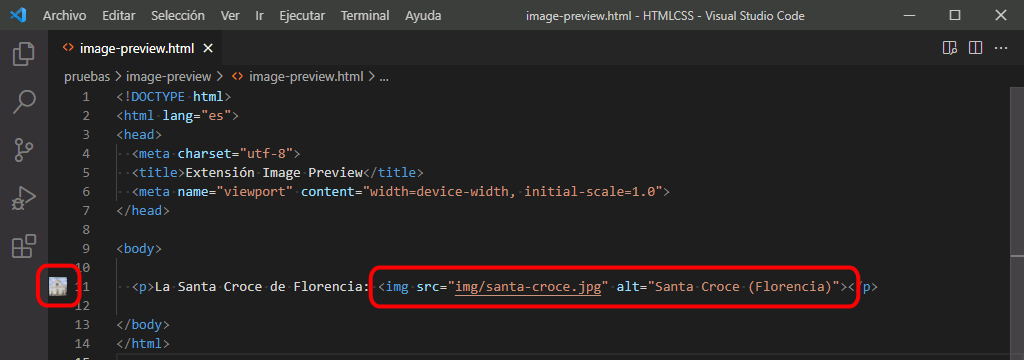 Archivo Editar Selección Ver Ir Ejecutar Terminal Ayuda image-preview.html - HTMLCSS - Visual Studio Code
image-preview.html
pruebas > image-preview > image-preview.html > ...
1 <!DOCTYPE html>
2 <html lang="es">
3 <head>
4 <meta charset="utf-8">
5 <title>Extensión Image Preview</title>
6 <meta name="viewport" content="width=device-width, initial-scale=1.0">
7 </head>
8
9 <body>
10
11 <p>La Santa Croce de Florencia: <img src="img/santa-croce.jpg" alt="Santa Croce (Florencia)"></p>
12
13 </body>
14 </html>
15